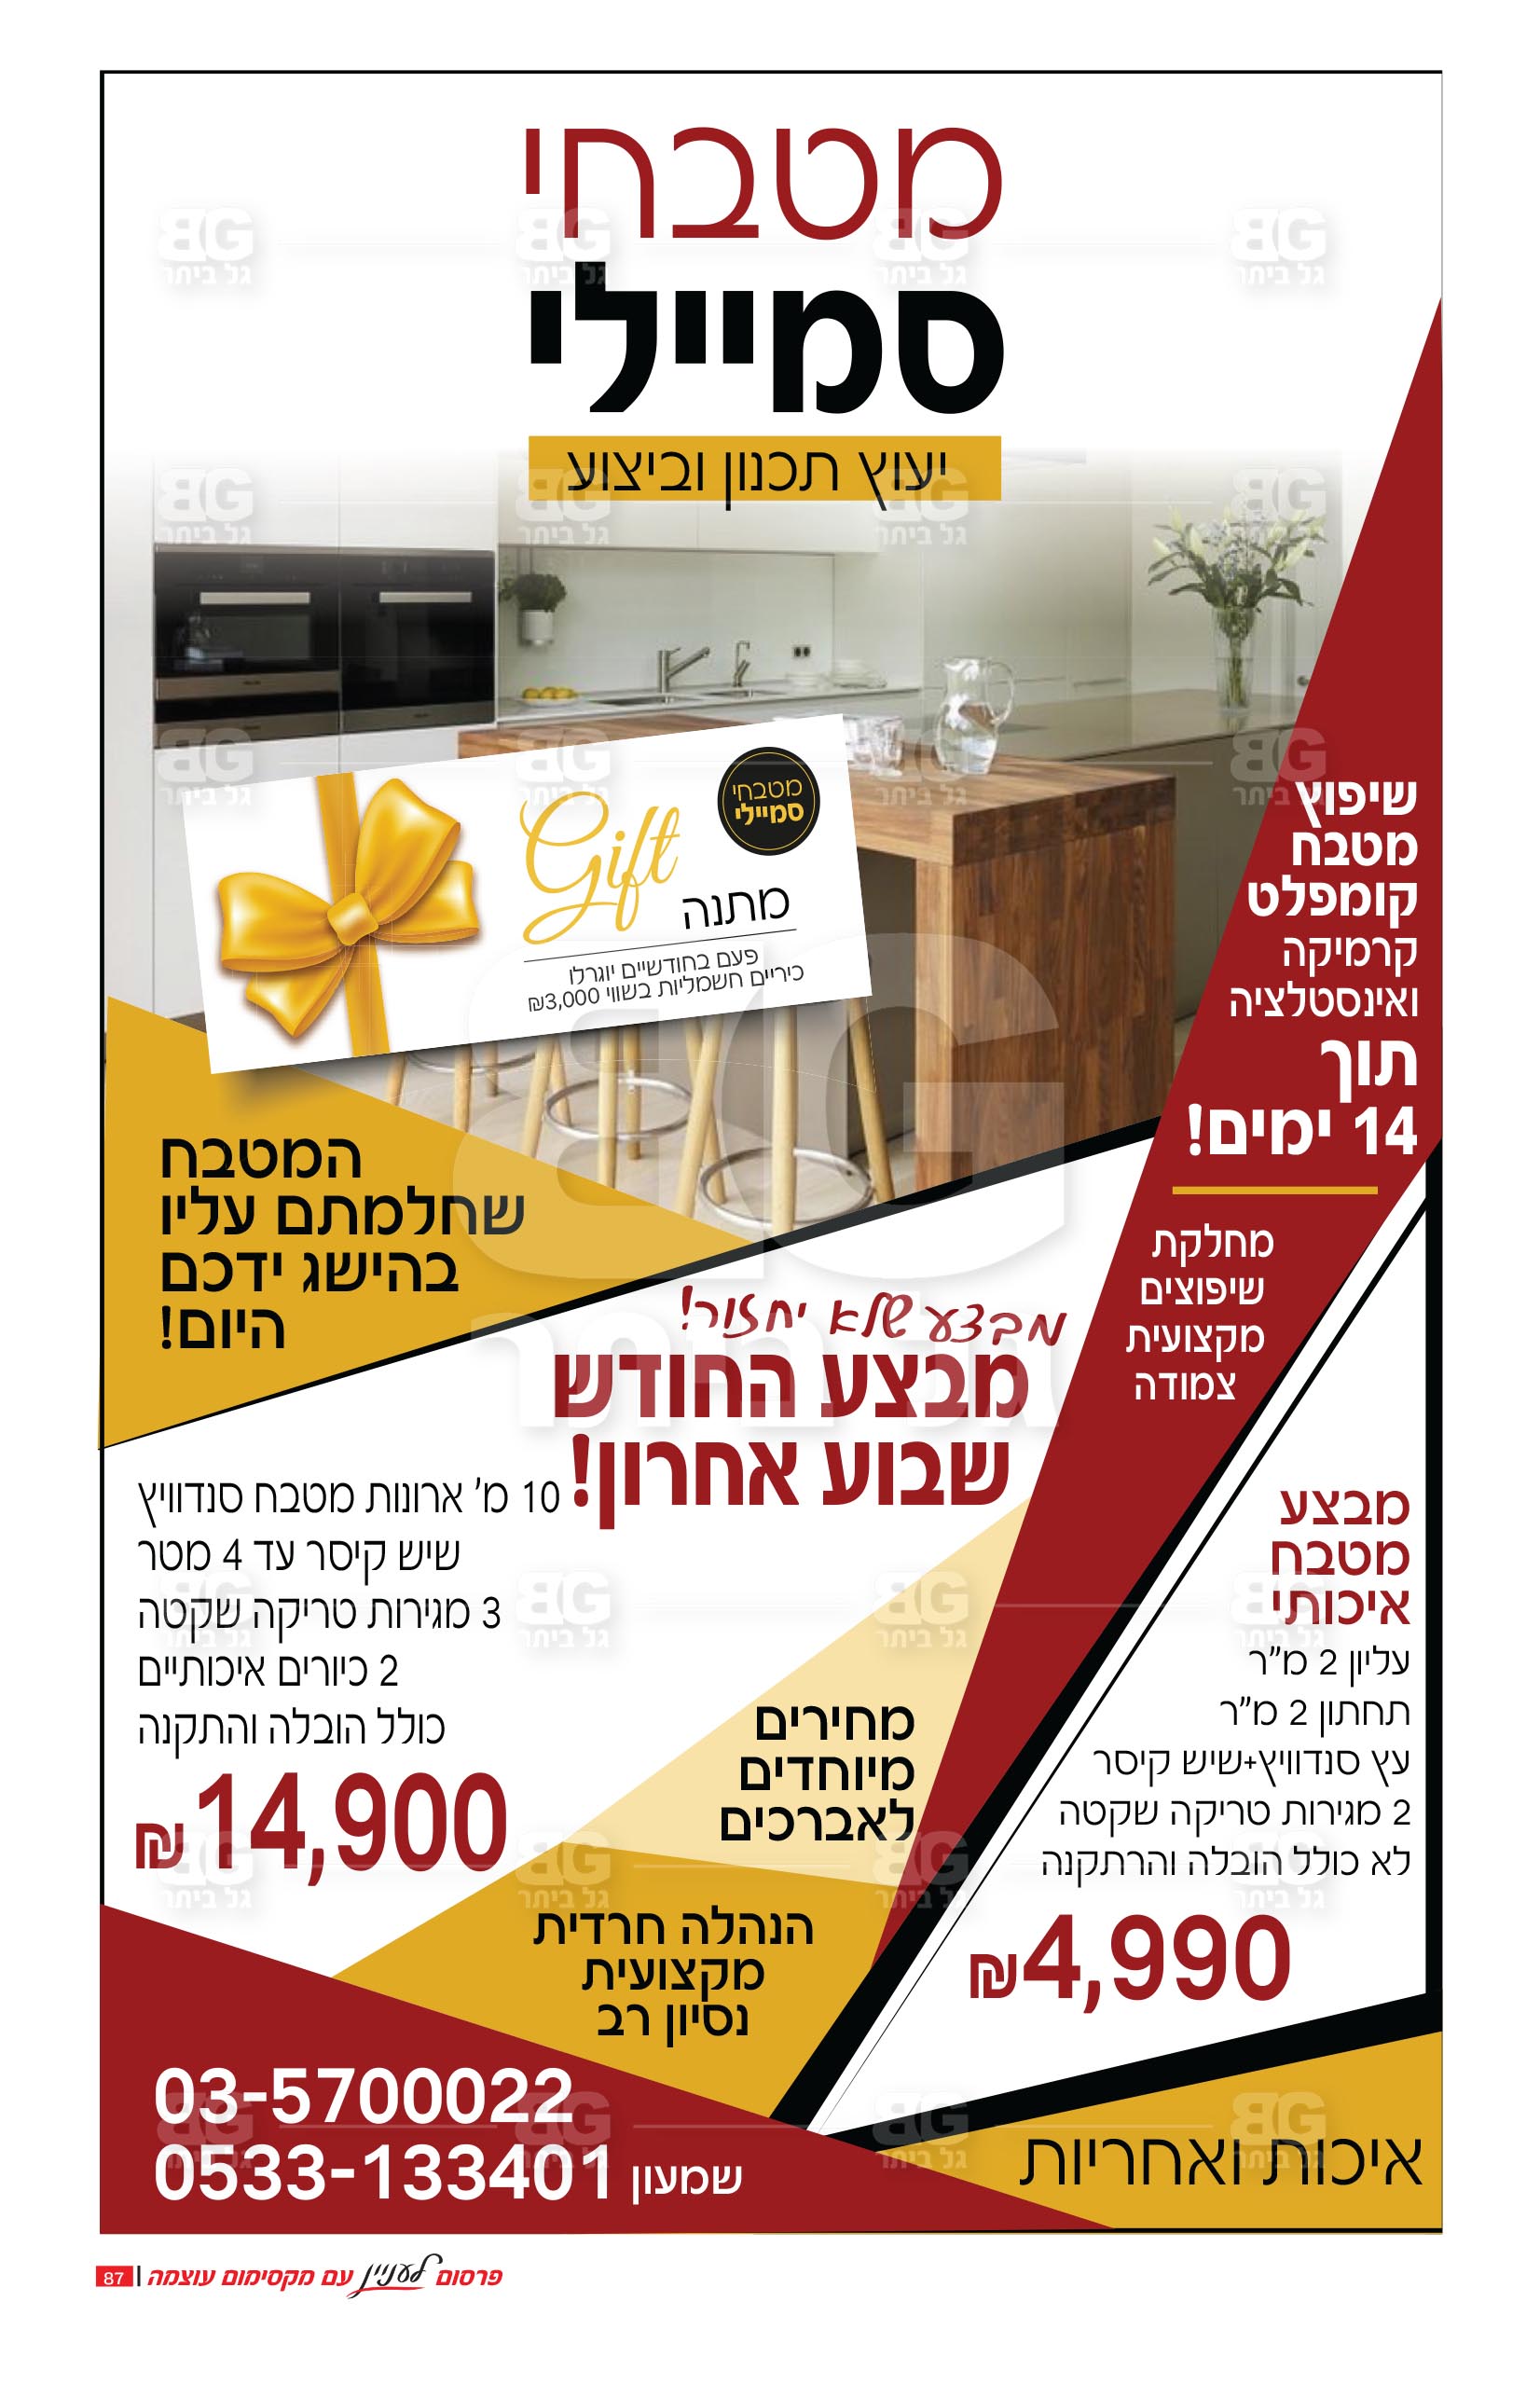 מטבחי
סמיילי
יעוץ תכנון וביצוע
מטבחי
סמיילי
Gift
מתנה
פעם בחודשיים יוגרלו
כיריים חשמליות בשווי 3,000₪
שיפוץ
מטבח
קומפלט
קרמיקה
ואינסטלציה
תוך
14 ימים!
מחלקת
שיפוצים
מקצועית
צמודה
המטבח
שחלמתם עליו
בהישג ידכם
היום!
מבצע שלא יחזור!
מבצע החודש
שבוע אחרון!
10 מ' ארונות מטבח סנדוויץ
שיש קיסר עד 4 מטר
3 מגירות טריקה שקטה
2 כיורים איכותיים
כולל הובלה והתקנה
14,900₪
מבצע
מטבח
איכותי
עליון 2 מ"ר
תחתון 2 מ"ר
עץ סנדוויץ+שיש קיסר
2 מגירות טריקה שקטה
לא כולל הובלה והרתקנה
4,990₪
מחירים
מיוחדים
לאברכים
הנהלה חרדית
מקצועית
נסיון רב
03-5700022
0533-133401 שמעון
איכות ואחריות
פרסום לעניין עם מקסימום עוצמה | 87
BG
גל ביתר